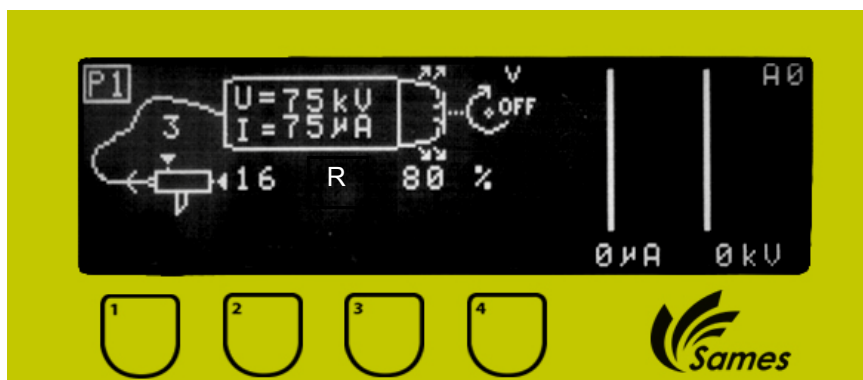 P1
V
A0
U=75kV
OFF
3
I=75µA
16
R
80 %
0µA
0kV
1
2
3
4
Sames